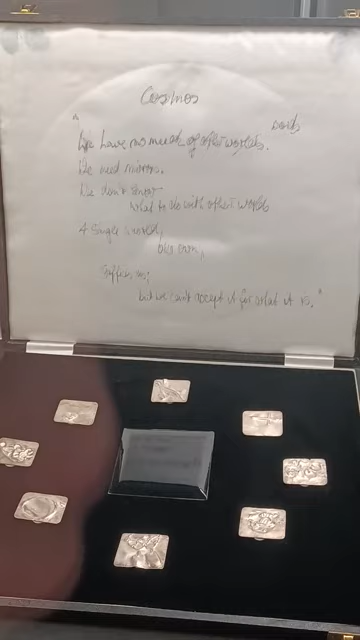 Cosmos
worlds
"We have no need of other worlds.
We need mirrors.
We don't know
what to do with other worlds
A single world,
our own,
suffices us;
but we can't accept it for what it is."